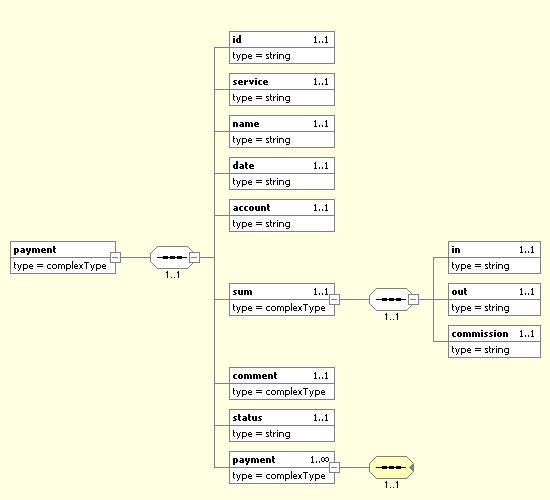 id 1..1
type = string
service 1..1
type = string
name 1..1
type = string
date 1..1
type = string
account 1..1
type = string
payment
type = complexType
1..1
sum 1..1
type = complexType
1..1
in 1..1
type = string
out 1..1
type = string
commission 1..1
type = string
comment 1..1
type = complexType
status 1..1
type = string
payment 1..∞
type = complexType
1..1